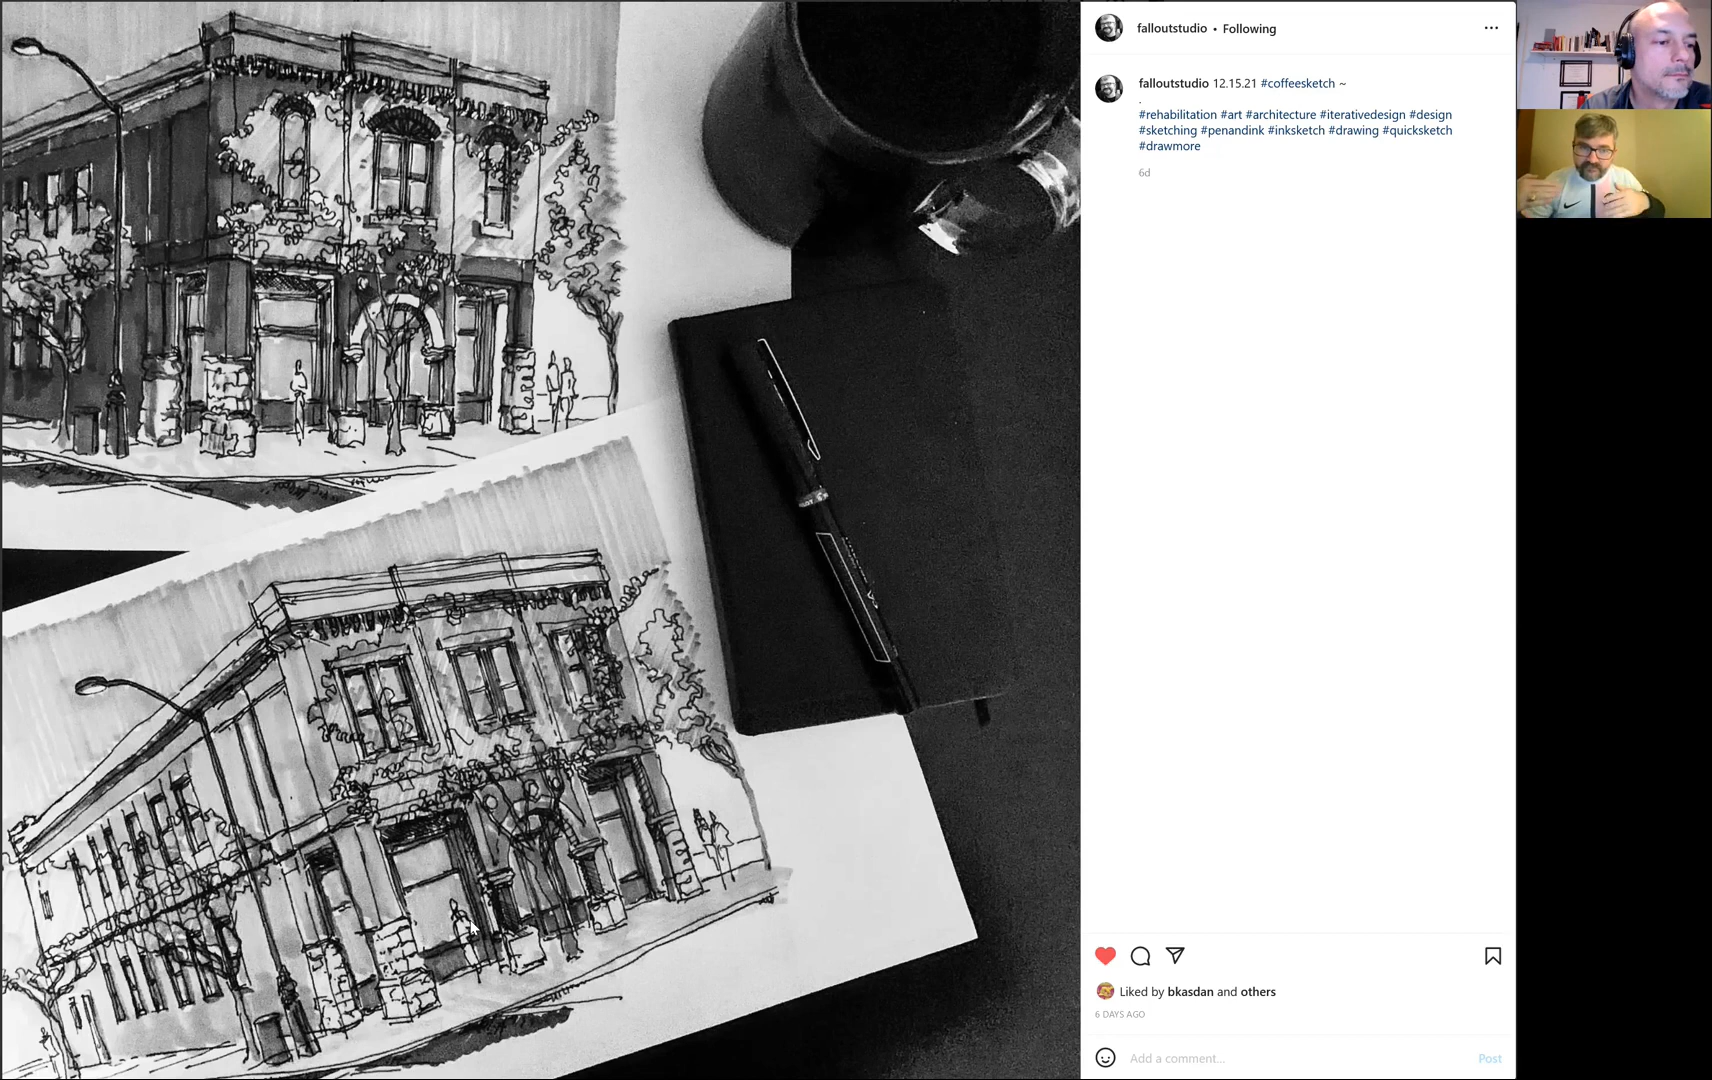 falloutstudio • Following
falloutstudio 12.15.21 #coffeesketch ~
.
#rehabilitation #art #architecture #iterativedesign #design
#sketching #penandink #inksketch #drawing #quicksketch
#drawmore
6d
Liked by bkasdan and others
6 DAYS AGO
Add a comment...
Post